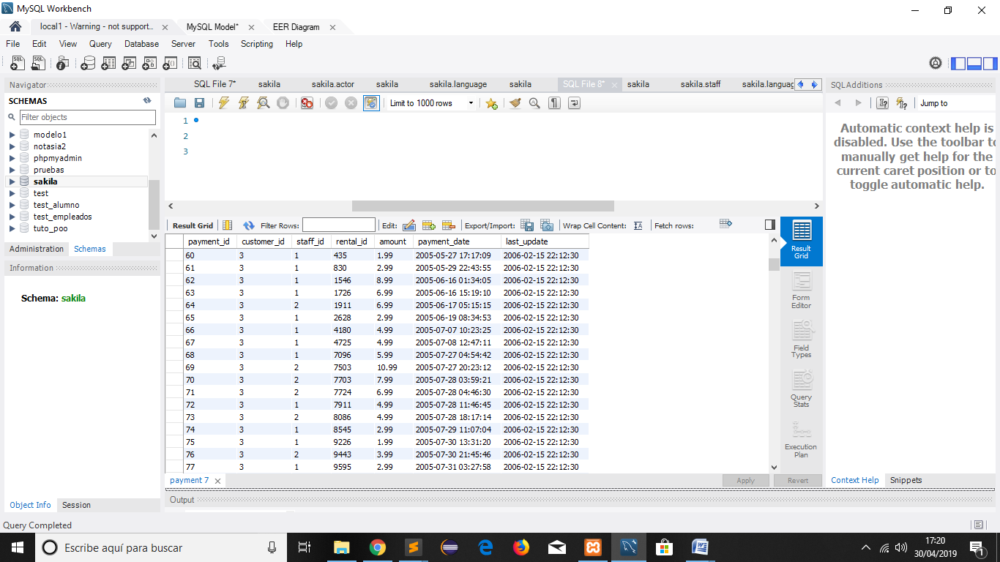 MySQL Workbench
local1 - Warning - not support... MySQL Model* EER Diagram
File Edit View Query Database Server Tools Scripting Help
Navigator
SCHEMAS
Filter objects
modelo1
notasia2
phpmyadmin
pruebas
sakila
test
test_alumno
test_empleados
tuto_poo
Administration Schemas
Information
Schema: sakila
Object Info Session
SQL File 7* sakila sakila.actor sakila sakila.language sakila SQL File 8* sakila sakila.staff sakila.languag
Limit to 1000 rows
1
2
3
Result Grid Filter Rows: Edit: Export/Import: Wrap Cell Content: Fetch rows:
payment_id customer_id staff_id rental_id amount payment_date last_update
60 3 1 435 1.99 2005-05-27 17:17:09 2006-02-15 22:12:30
61 3 1 830 2.99 2005-05-29 22:43:55 2006-02-15 22:12:30
62 3 1 1546 8.99 2005-06-16 01:34:05 2006-02-15 22:12:30
63 3 1 1726 6.99 2005-06-16 15:19:10 2006-02-15 22:12:30
64 3 2 1911 6.99 2005-06-17 05:15:15 2006-02-15 22:12:30
65 3 1 2628 2.99 2005-06-19 08:34:53 2006-02-15 22:12:30
66 3 1 4180 4.99 2005-07-07 10:23:25 2006-02-15 22:12:30
67 3 1 4725 4.99 2005-07-08 12:47:11 2006-02-15 22:12:30
68 3 1 7096 5.99 2005-07-27 04:54:42 2006-02-15 22:12:30
69 3 2 7503 10.99 2005-07-27 20:23:12 2006-02-15 22:12:30
70 3 2 7703 7.99 2005-07-28 03:59:21 2006-02-15 22:12:30
71 3 2 7724 6.99 2005-07-28 04:46:30 2006-02-15 22:12:30
72 3 1 7911 4.99 2005-07-28 11:46:45 2006-02-15 22:12:30
73 3 2 8086 4.99 2005-07-28 18:17:14 2006-02-15 22:12:30
74 3 1 8545 2.99 2005-07-29 11:07:04 2006-02-15 22:12:30
75 3 1 9226 1.99 2005-07-30 13:31:20 2006-02-15 22:12:30
76 3 2 9443 3.99 2005-07-30 21:45:46 2006-02-15 22:12:30
77 3 1 9595 2.99 2005-07-31 03:27:58 2006-02-15 22:12:30
Result
Grid
Form
Editor
Field
Types
Query
Stats
Execution
Plan
payment 7 Apply Revert
Output
SQLAdditions
Jump to
Automatic context help is
disabled. Use the toolbar to
manually get help for the
current caret position or to
toggle automatic help.
Context Help Snippets
Query Completed
Escribe aquí para buscar
17:20
30/04/2019
1